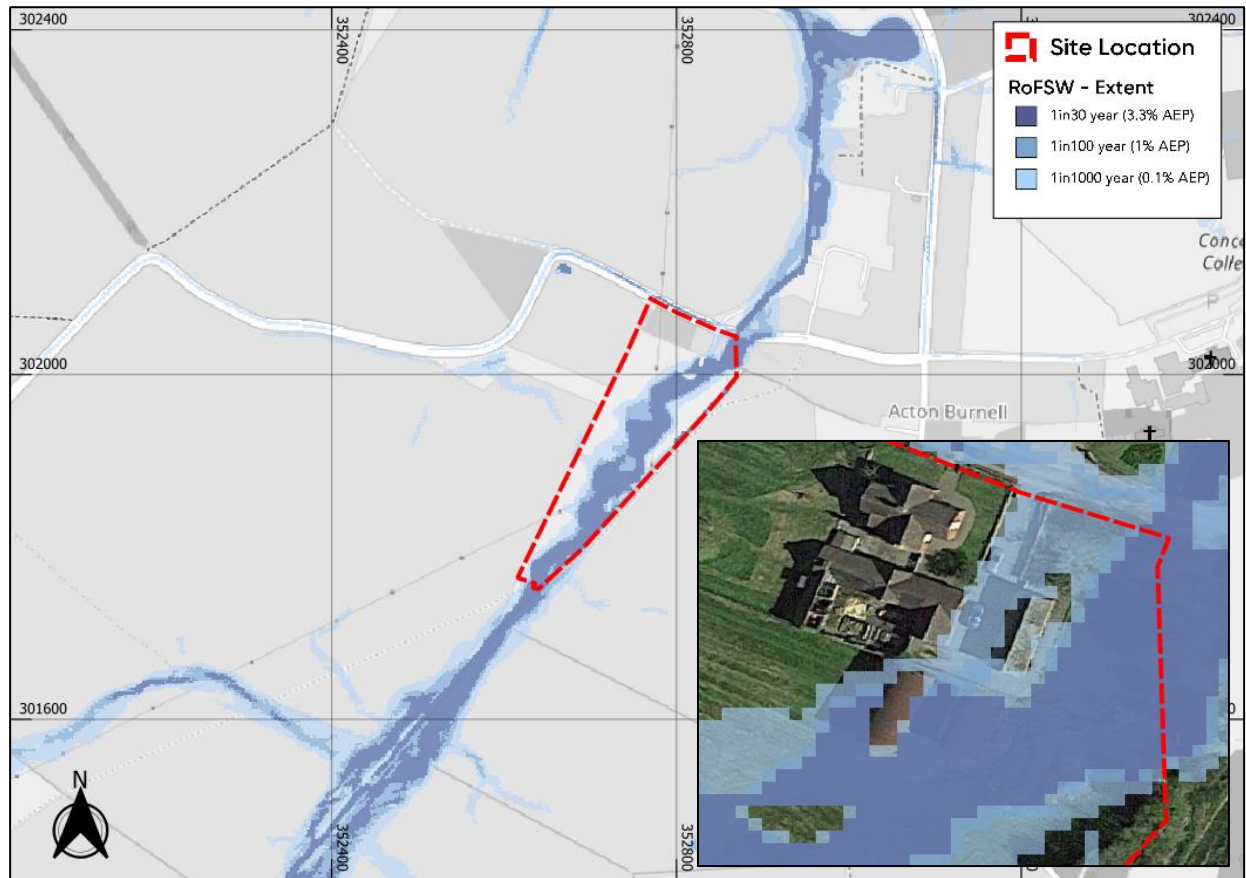 302400
352400
352800
302400
Site Location
RoFSW - Extent
1in30 year (3.3% AEP)
1in100 year (1% AEP)
1in1000 year (0.1% AEP)
Conc
Colle
P
302000
302000
Acton Burnell
301600
0
N
352400
352800